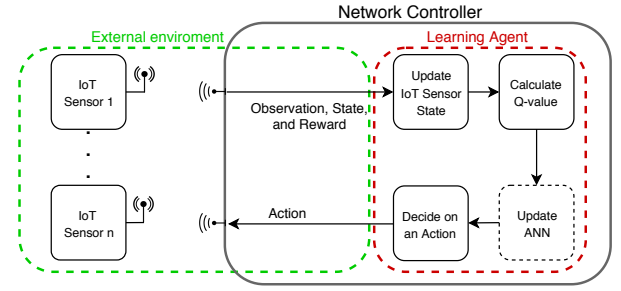 Network Controller
External enviroment
Learning Agent
IoT
Sensor 1
Observation, State,
and Reward
Update
IoT Sensor
State
Calculate
Q-value
IoT
Sensor n
Action
Decide on
an Action
Update
ANN